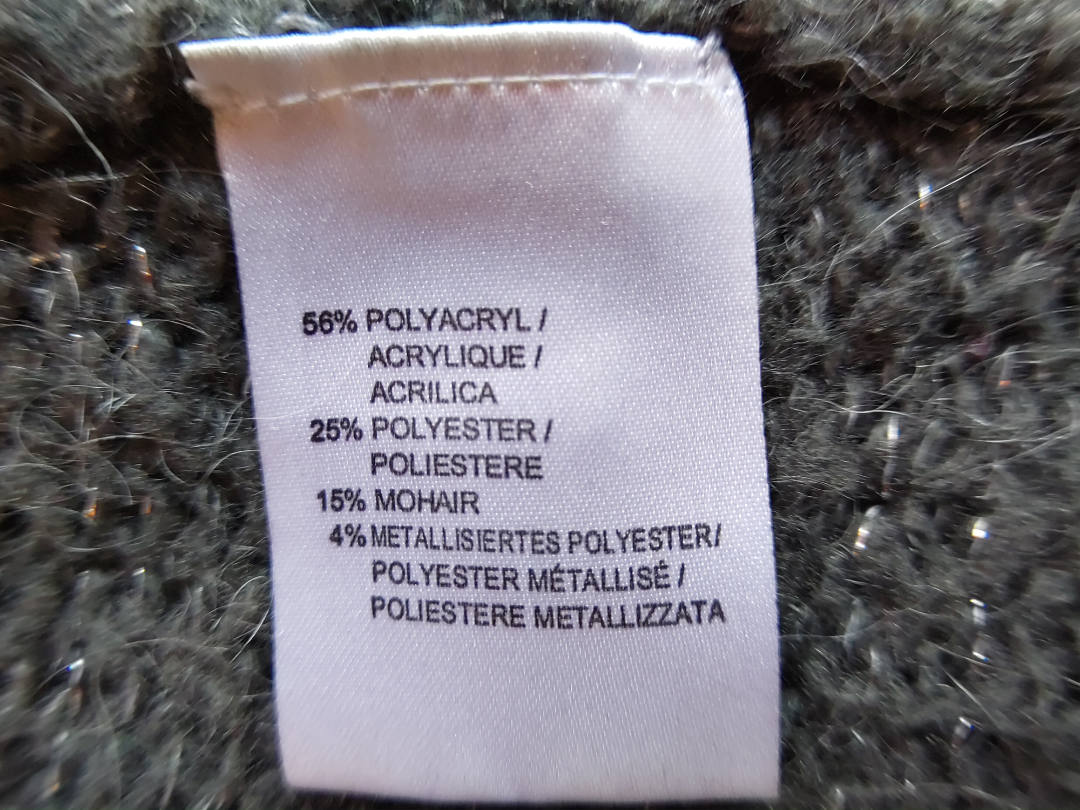 56% POLYACRYL /
ACRYLIQUE /
ACRILICA
25% POLYESTER /
POLIESTERE
15% MOHAIR
4% METALLISIERTES POLYESTER/
POLYESTER MÉTALLISÉ /
POLIESTERE METALLIZZATA